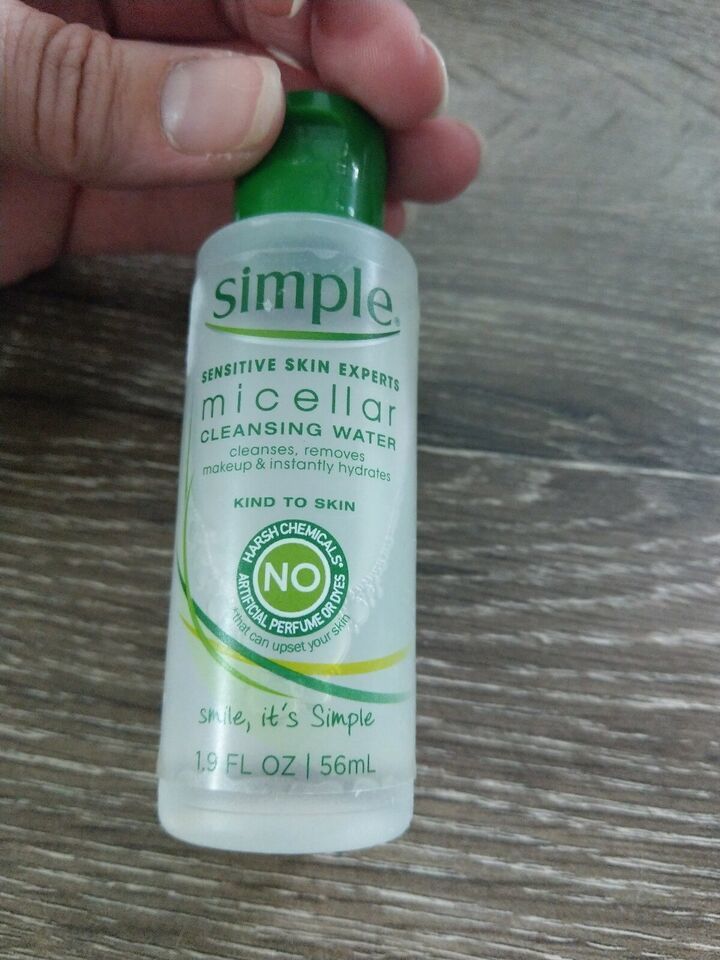 simple®
SENSITIVE SKIN EXPERTS
micellar
CLEANSING WATER
cleanses, removes
makeup & instantly hydrates
KIND TO SKIN
HARSH CHEMICALS*
NO
ARTIFICIAL PERFUME OR DYES
*that can upset your skin
smile, it's Simple
1.9 FL OZ | 56mL